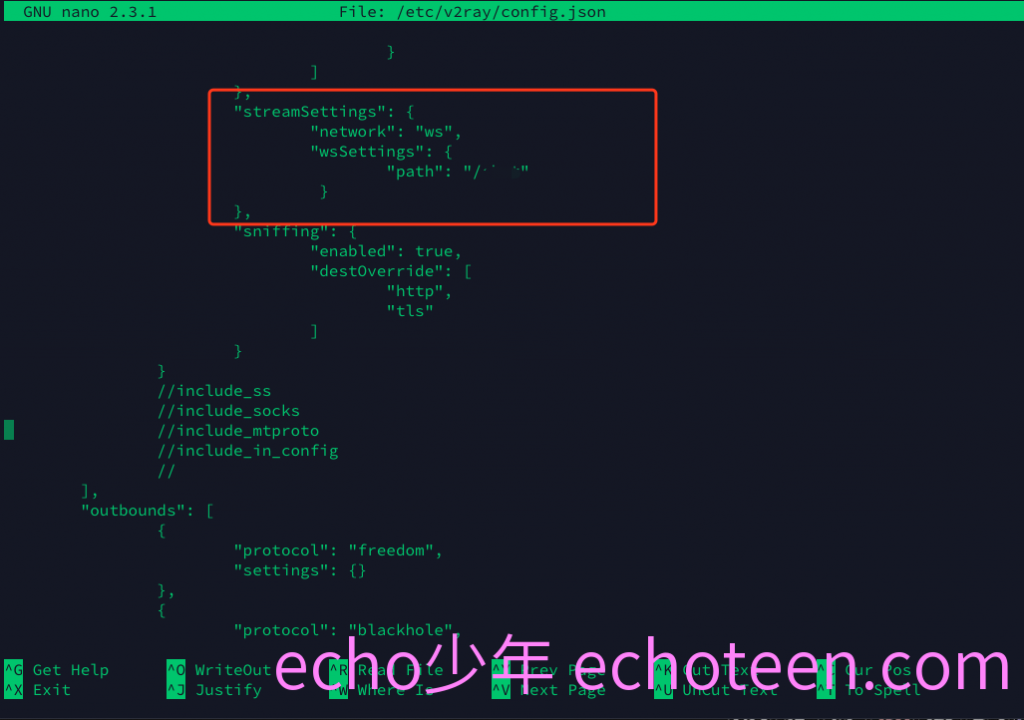 GNU nano 2.3.1 File: /etc/v2ray/config.json
}
]
},
"streamSettings": {
"network": "ws",
"wsSettings": {
"path": "/ "
}
},
"sniffing": {
"enabled": true,
"destOverride": [
"http",
"tls"
]
}
}
//include_ss
//include_socks
//include_mtproto
//include_in_config
//
],
"outbounds": [
{
"protocol": "freedom",
"settings": {}
},
{
"protocol": "blackhole",
^G Get Help ^O WriteOut ^R Read File ^Y Prev Page ^K Cut Text ^C Cur Pos
^X Exit ^J Justify ^W Where Is ^V Next Page ^U UnCut Text ^T To Spell
echo少年 echoteen.com